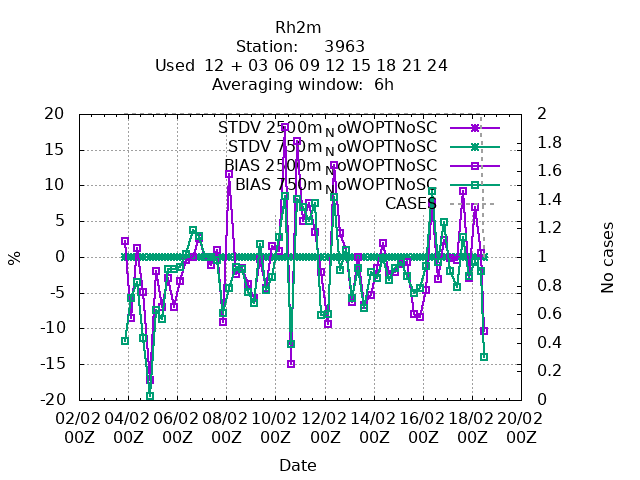 Rh2m
Station: 3963
Used 12 + 03 06 09 12 15 18 21 24
Averaging window: 6h
20 2
STDV 2500mNoWOPTNoSC
STDV 750mNoWOPTNoSC
BIAS 2500mNoWOPTNoSC
BIAS 750mNoWOPTNoSC
CASES
15 1.8
10 1.6
5 1.4
0 1.2
-5 1
-10 0.8
-15 0.6
-20 0.4
0.2
0
%
No cases
02/02 04/02 06/02 08/02 10/02 12/02 14/02 16/02 18/02 20/02
00Z 00Z 00Z 00Z 00Z 00Z 00Z 00Z 00Z 00Z
Date